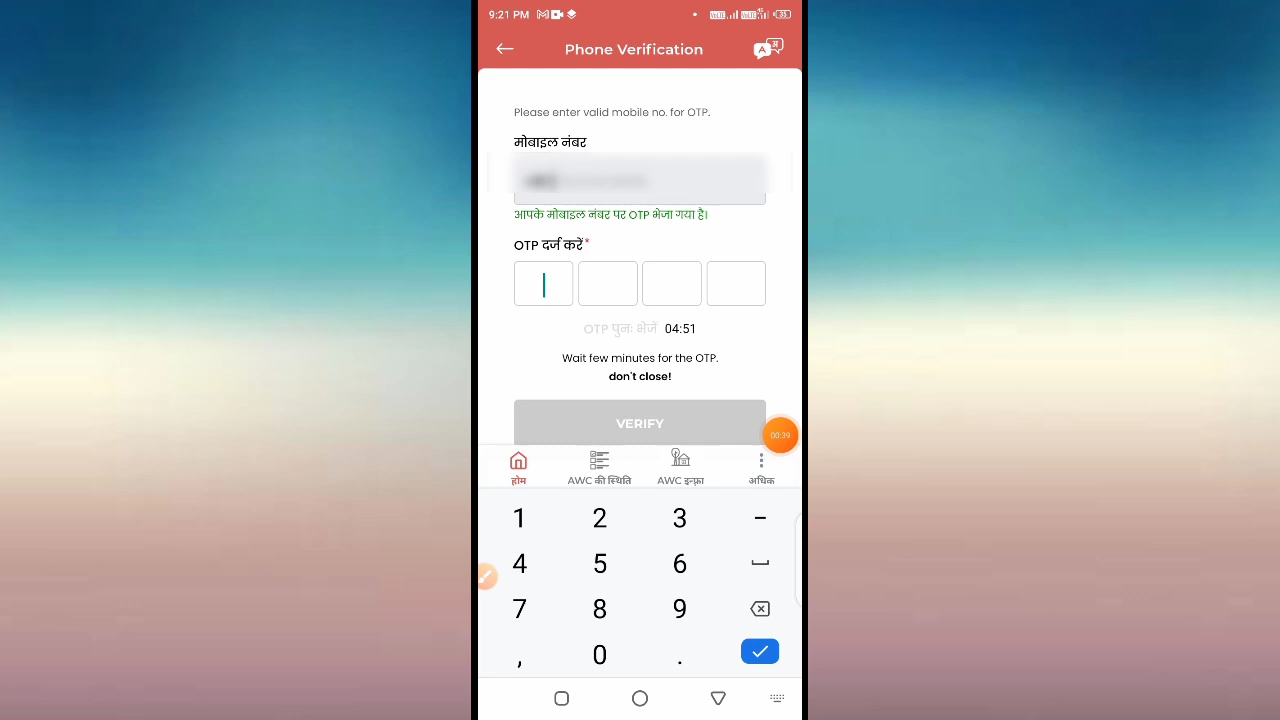 9:21 PM
Phone Verification
Please enter valid mobile no. for OTP.
मोबाइल नंबर
आपके मोबाइल नंबर पर OTP भेजा गया है।
OTP दर्ज करें*
OTP पुनः भेजें 04:51
Wait few minutes for the OTP.
don't close!
VERIFY
00:39
होम AWC की स्थिति AWC इन्फ्रा अधिक
1 2 3 -
4 5 6
7 8 9
, 0 .